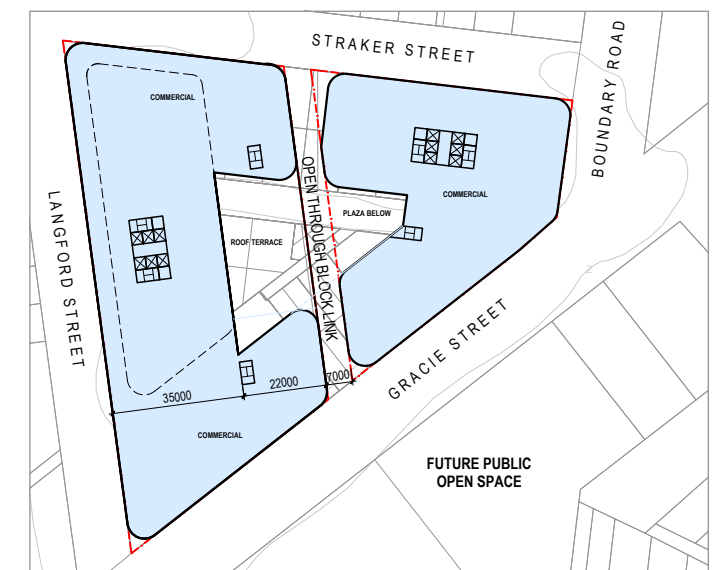 STRAKER STREET
BOUNDARY ROAD
COMMERCIAL
COMMERCIAL
LANGFORD STREET
OPEN THROUGH BLOCK LINK
PLAZA BELOW
ROOF TERRACE
GRACIE STREET
35000
22000
7000
COMMERCIAL
FUTURE PUBLIC
OPEN SPACE